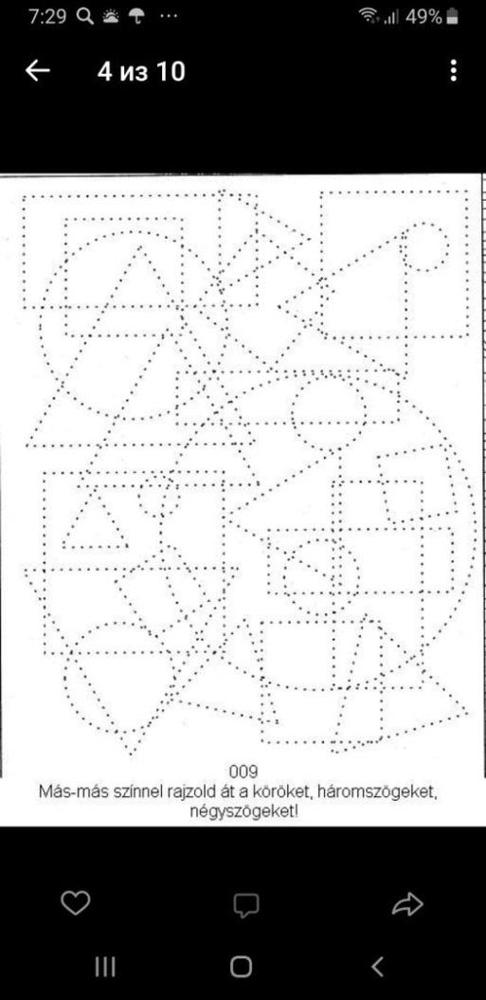 7:29 49%
4 из 10
009
Más-más színnel rajzold át a köröket, háromszögeket,
négyszögeket!